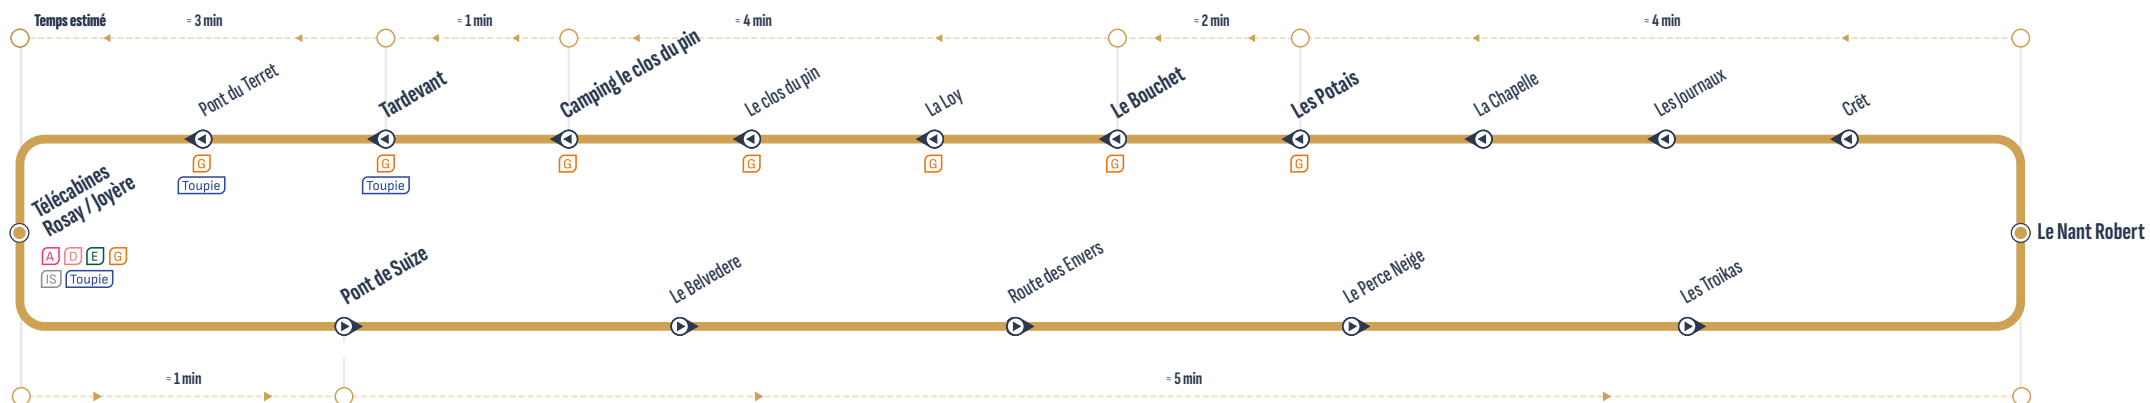 Temps estimé
≈ 3 min
≈ 1 min
≈ 4 min
≈ 2 min
≈ 4 min
Pont du Terret
Tardevant
Camping le clos du pin
Le clos du pin
La Loy
Le Bouchet
Les Potais
La Chapelle
Les Journaux
Crêt
G
G
G
G
G
G
G
Toupie
Toupie
Télécabines
Rosay / Joyère
A D E G
IS Toupie
Le Nant Robert
Pont de Suize
Le Belvedere
Route des Envers
Le Perce Neige
Les Troikas
≈ 1 min
≈ 5 min